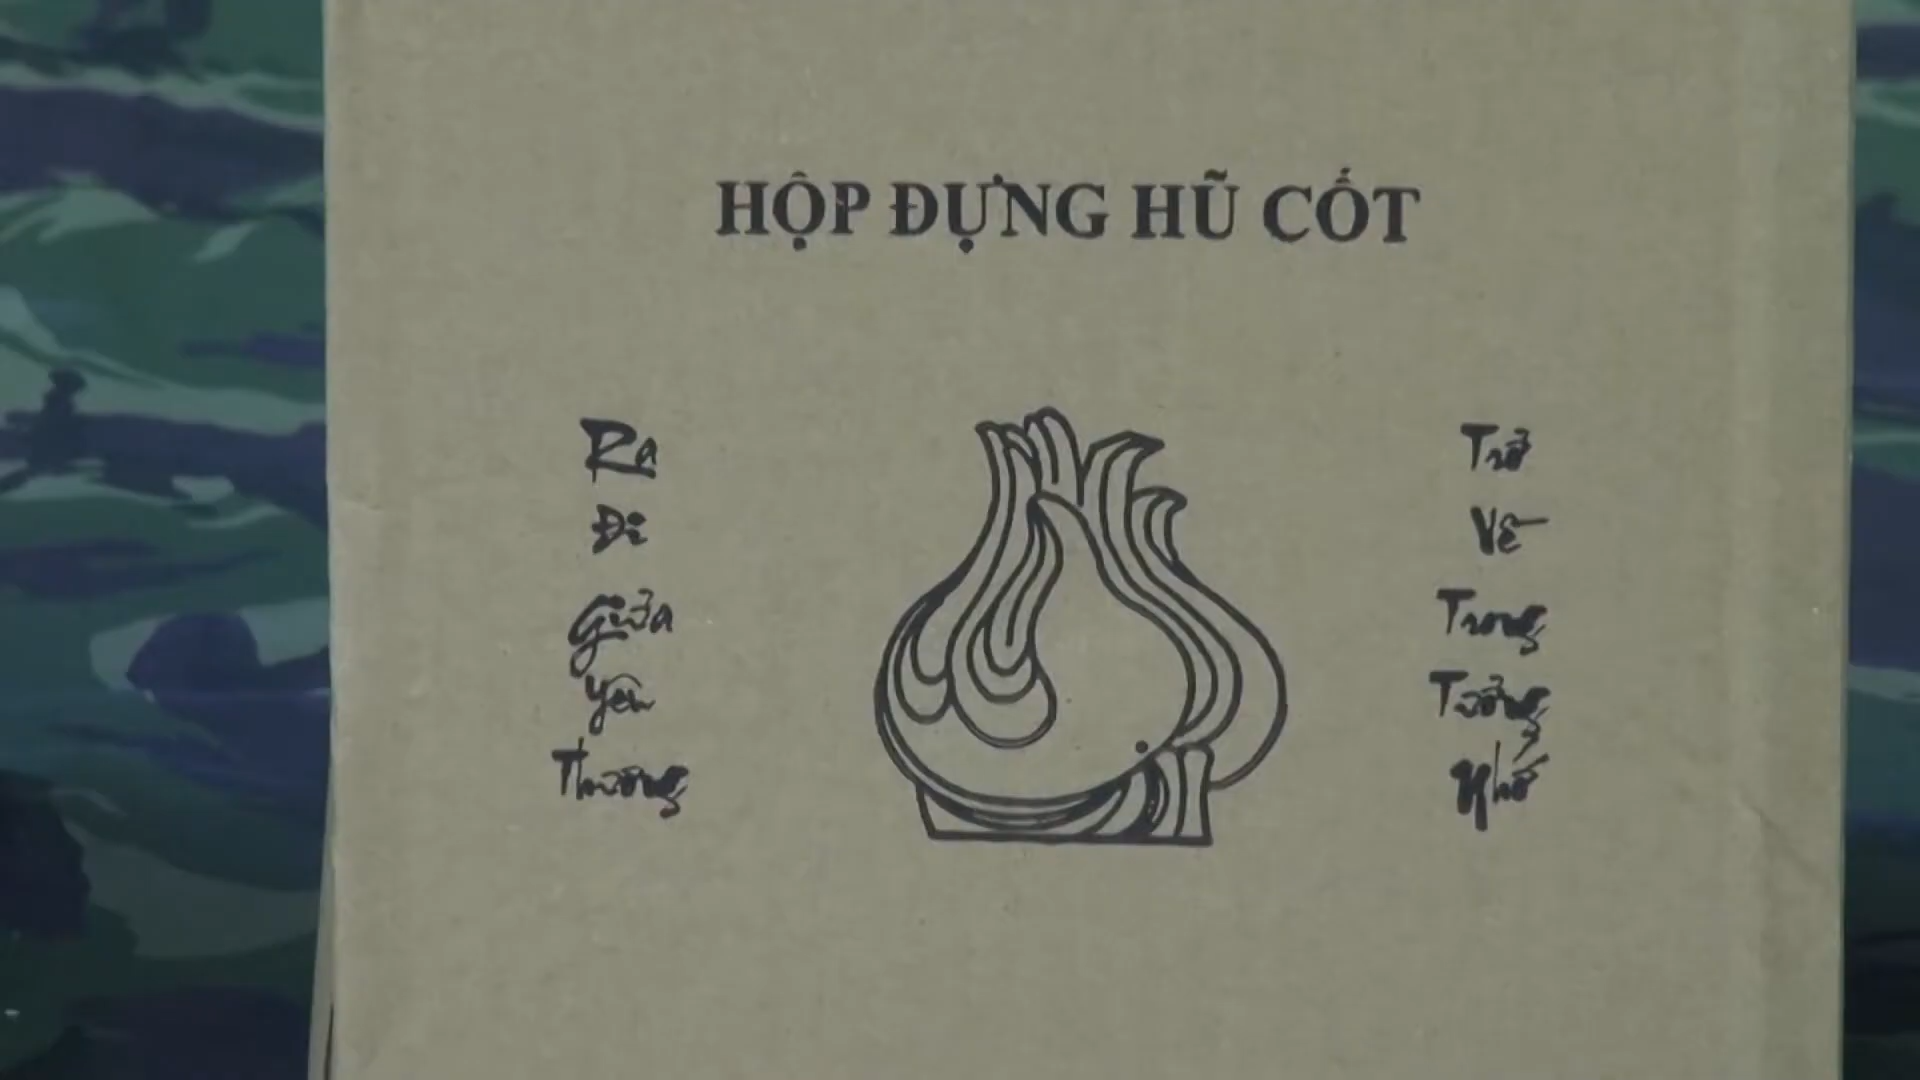 HỘP ĐỰNG HŨ CỐT
Ra
Đi
Giữa
Yêu
Thương
Trở
Về
Trong
Tưởng
Nhớ